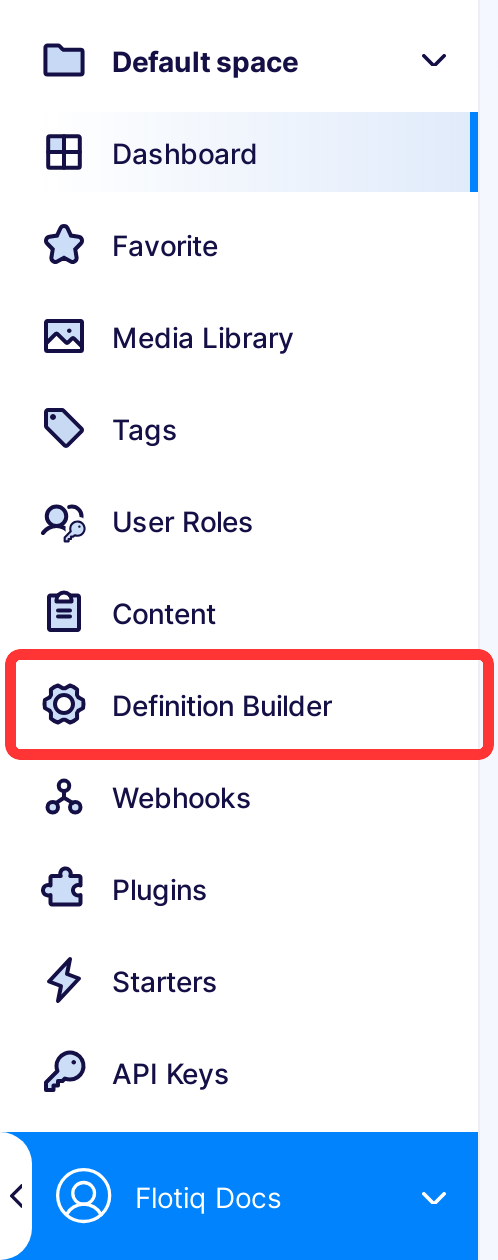 Default space
Dashboard
Favorite
Media Library
Tags
User Roles
Content
Definition Builder
Webhooks
Plugins
Starters
API Keys
Flotiq Docs